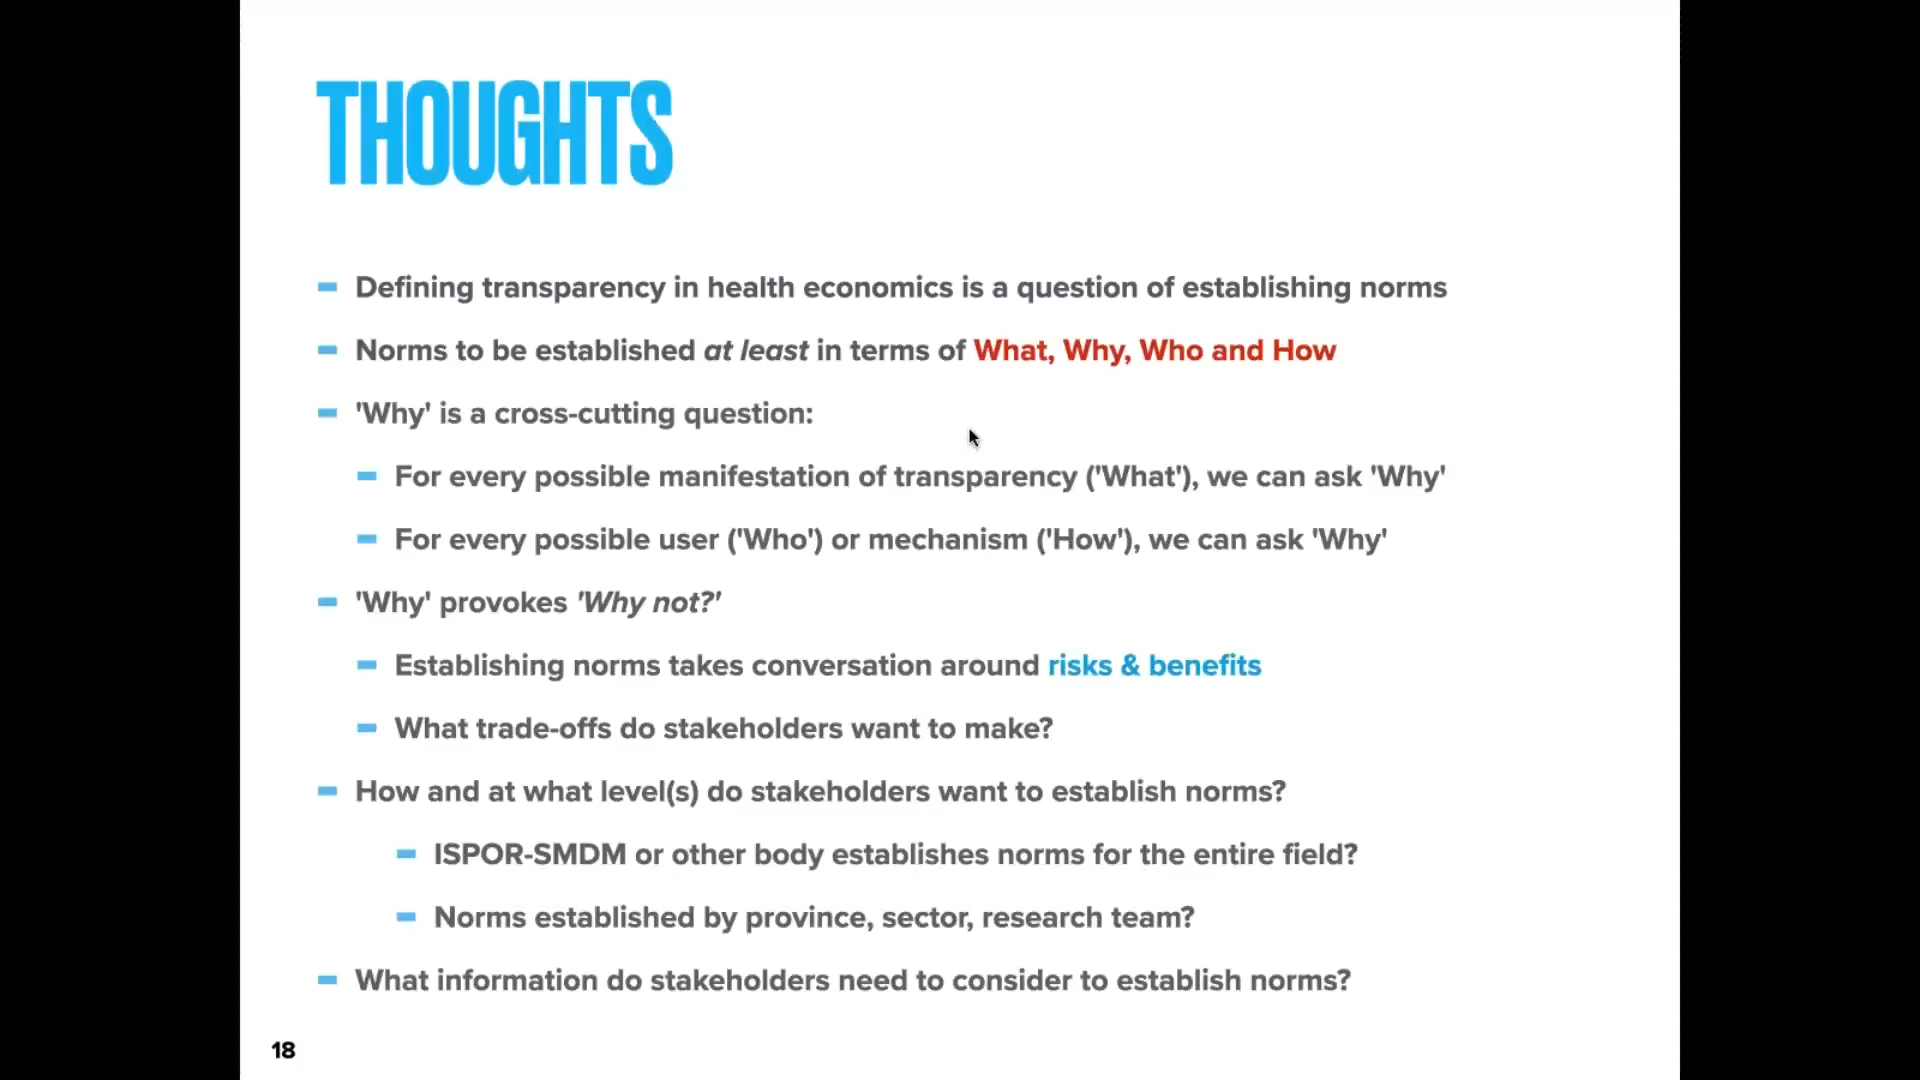 THOUGHTS
Defining transparency in health economics is a question of establishing norms
Norms to be established at least in terms of What, Why, Who and How
'Why' is a cross-cutting question:
For every possible manifestation of transparency ('What'), we can ask 'Why'
For every possible user ('Who') or mechanism ('How'), we can ask 'Why'
'Why' provokes 'Why not?'
Establishing norms takes conversation around risks & benefits
What trade-offs do stakeholders want to make?
How and at what level(s) do stakeholders want to establish norms?
ISPOR-SMDM or other body establishes norms for the entire field?
Norms established by province, sector, research team?
What information do stakeholders need to consider to establish norms?
18